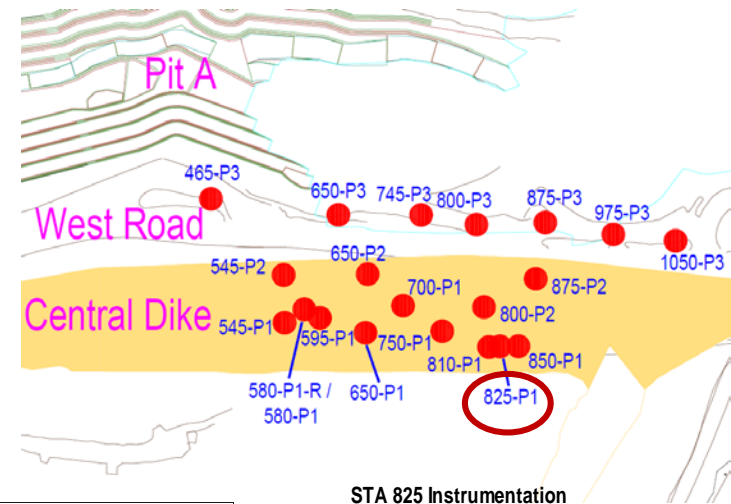 Pit A
465-P3
650-P3
745-P3
800-P3
875-P3
975-P3
1050-P3
West Road
545-P2
650-P2
700-P1
875-P2
800-P2
Central Dike
545-P1
595-P1
750-P1
810-P1
850-P1
580-P1-R /
580-P1
650-P1
825-P1
STA 825 Instrumentation